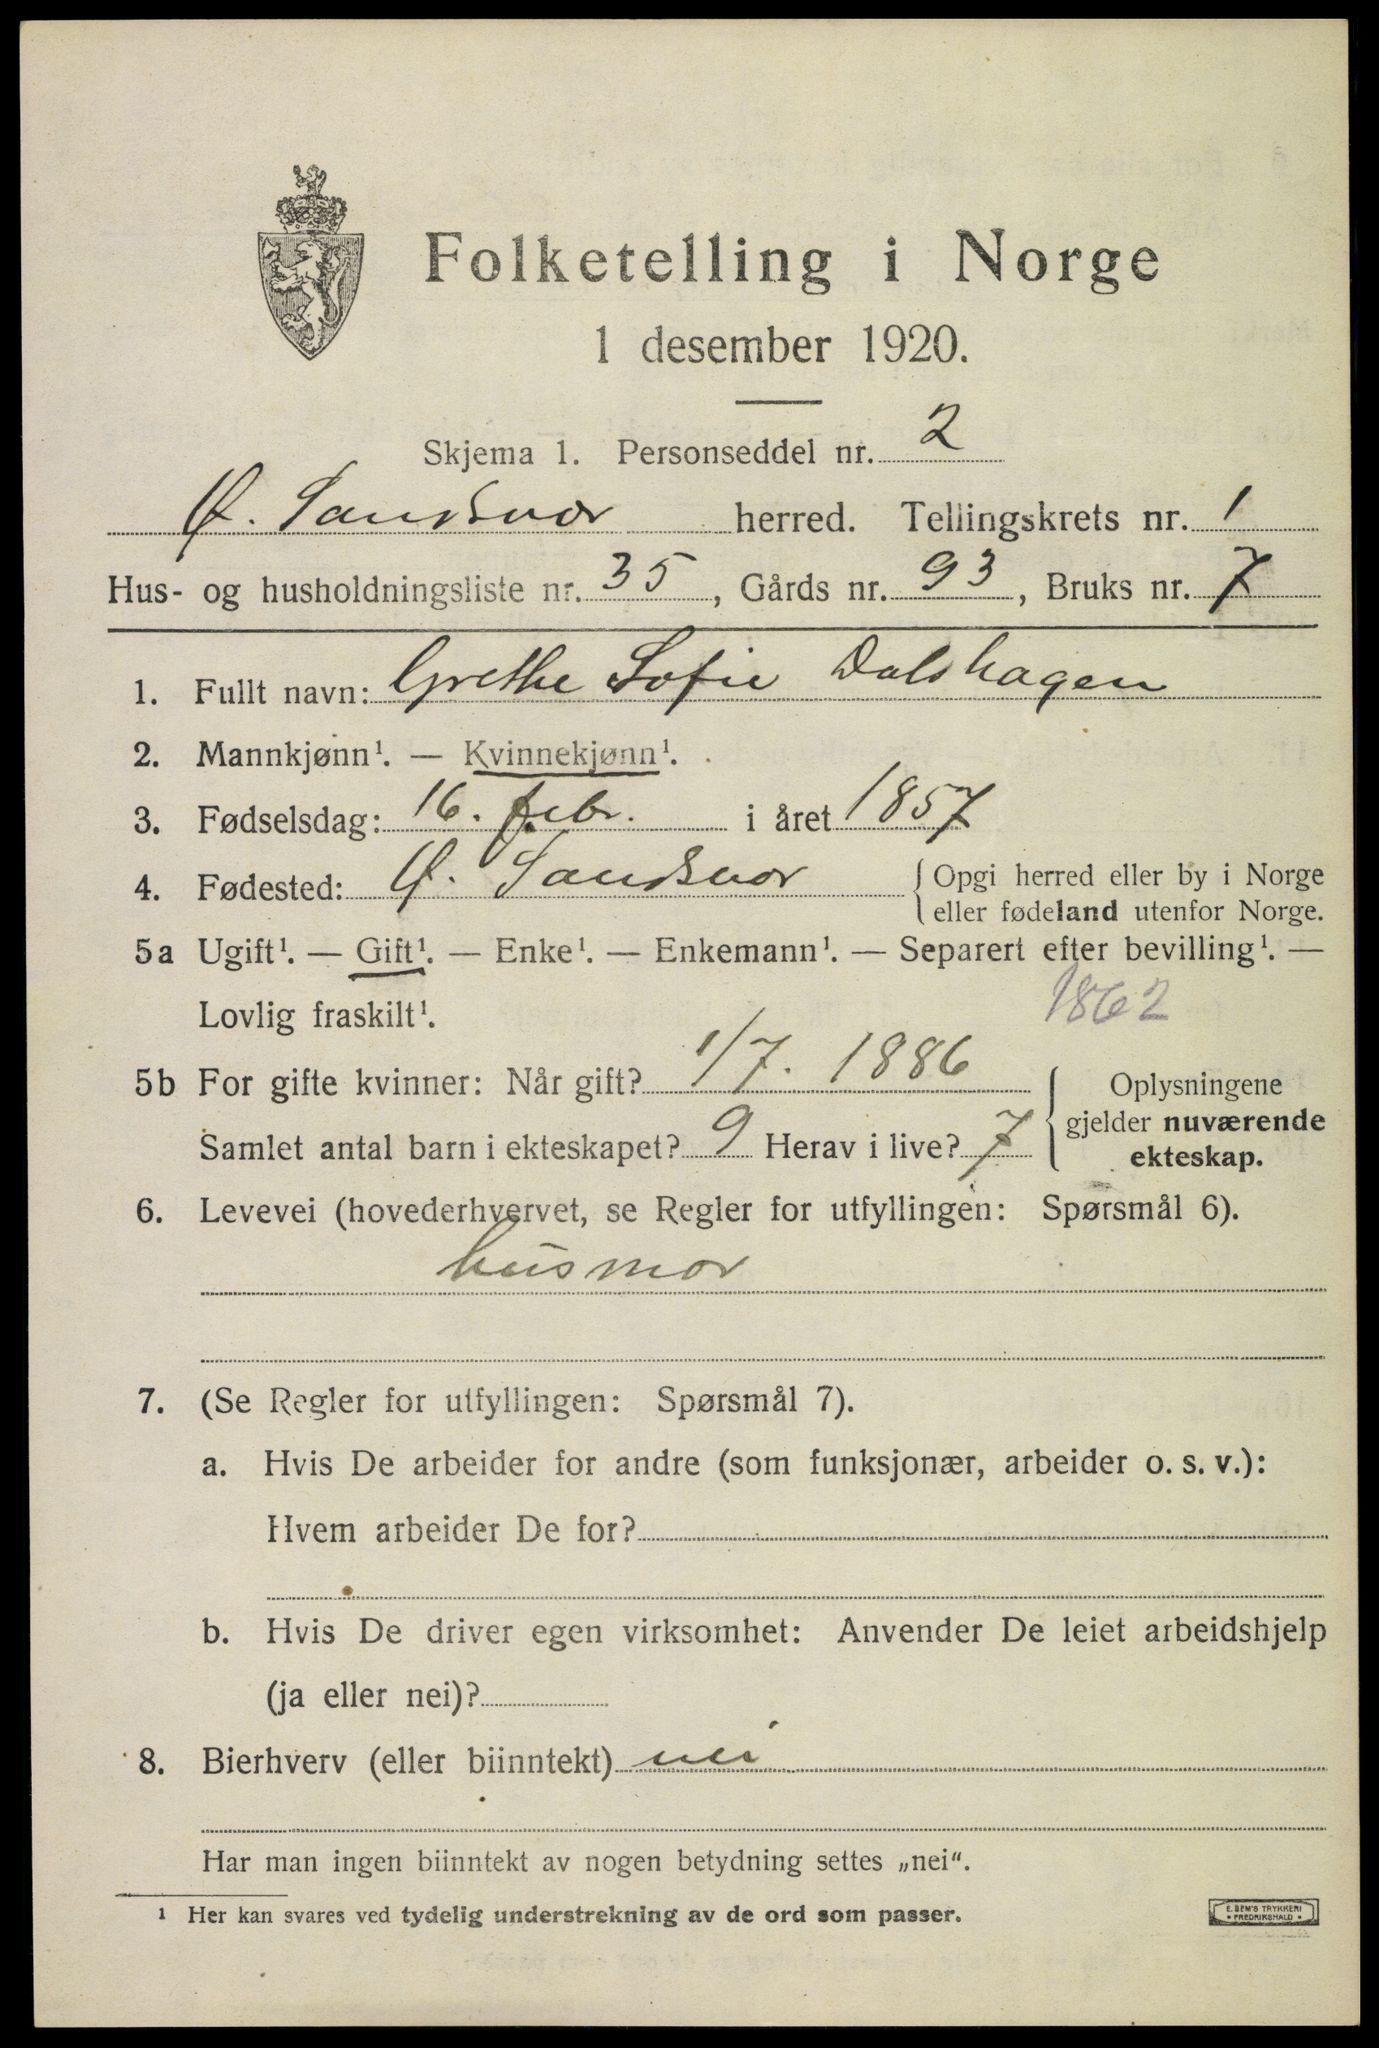 Folketelling i Norge
1 desember 1920.
Skjema 1. Personseddel nr. 2
Ø. Sandsvær herred. Tellingskrets nr. 1
Hus- og husholdningsliste nr. 35, Gårds nr. 93, Bruks nr. 7
1. Fullt navn: Grethe Sofie Dalshagen
2. Mannkjønn¹. — Kvinnekjønn¹.
3. Fødselsdag: 16. febr. i året 1857
4. Fødested: Ø. Sandsvær { Opgi herred eller by i Norge
eller fødeland utenfor Norge.
5a Ugift¹. — Gift¹. — Enke¹. — Enkemann¹. — Separert efter bevilling¹. —
Lovlig fraskilt¹. 1862
5b For gifte kvinner: Når gift? 1/7. 1886 { Oplysningene
gjelder nuværende
Samlet antal barn i ekteskapet? 9 Herav i live? 7 ekteskap.
6. Levevei (hovederhvervet, se Regler for utfyllingen: Spørsmål 6).
husmor
7. (Se Regler for utfyllingen: Spørsmål 7).
a. Hvis De arbeider for andre (som funksjonær, arbeider o. s. v.):
Hvem arbeider De for?
b. Hvis De driver egen virksomhet: Anvender De leiet arbeidshjelp
(ja eller nei)?
8. Bierhverv (eller biinntekt) nei
Har man ingen biinntekt av nogen betydning settes „nei“.
¹ Her kan svares ved tydelig understrekning av de ord som passer.
E. SEM'S TRYKKERI
• FREDRIKSHALD •